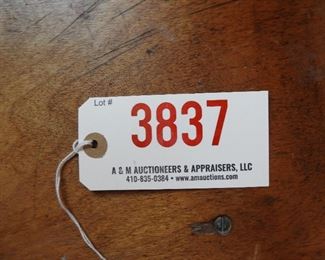 Lot #
3837
A & M AUCTIONEERS & APPRAISERS, LLC
410-835-0384 • www.amauctions.com